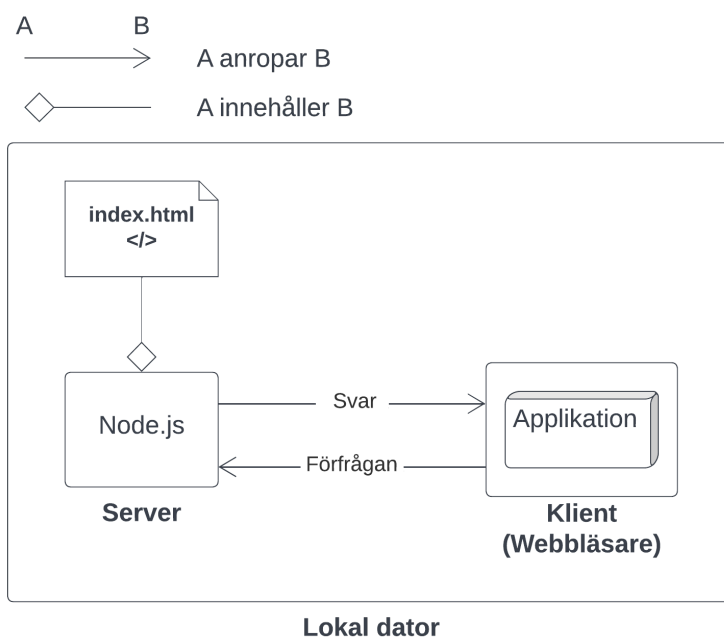 A B
A anropar B
A innehåller B
index.html
</>
Node.js
Svar
Applikation
Förfrågan
Server
Klient
(Webbläsare)
Lokal dator